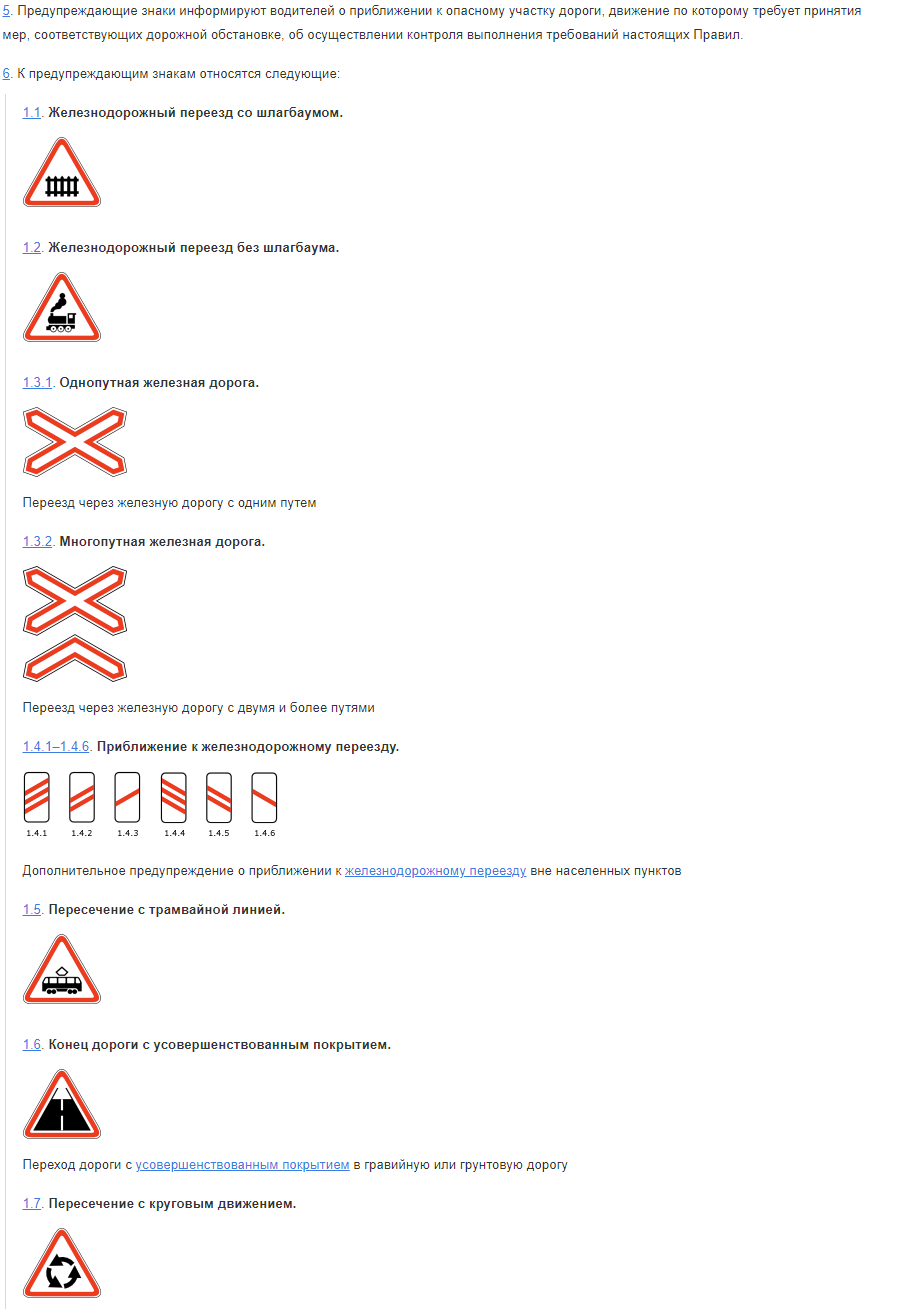 5. Предупреждающие знаки информируют водителей о приближении к опасному участку дороги, движение по которому требует принятия
мер, соответствующих дорожной обстановке, об осуществлении контроля выполнения требований настоящих Правил.
6. К предупреждающим знакам относятся следующие:
1.1. Железнодорожный переезд со шлагбаумом.
1.2. Железнодорожный переезд без шлагбаума.
1.3.1. Однопутная железная дорога.
Переезд через железную дорогу с одним путем
1.3.2. Многопутная железная дорога.
Переезд через железную дорогу с двумя и более путями
1.4.1–1.4.6. Приближение к железнодорожному переезду.
1.4.1 1.4.2 1.4.3 1.4.4 1.4.5 1.4.6
Дополнительное предупреждение о приближении к железнодорожному переезду вне населенных пунктов
1.5. Пересечение с трамвайной линией.
1.6. Конец дороги с усовершенствованным покрытием.
Переход дороги с усовершенствованным покрытием в гравийную или грунтовую дорогу
1.7. Пересечение с круговым движением.